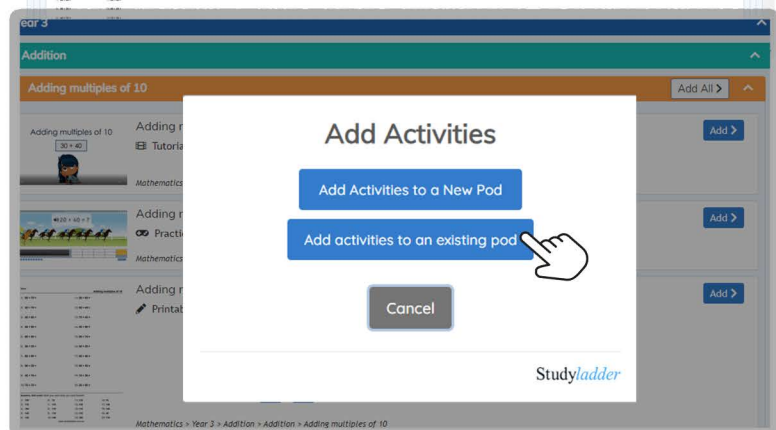 ear 3
Addition
Adding multiples of 10
Add All >
Adding multiples of 10
30 + 40
Adding
Tutoria
Mathematics
Add >
Adding
Practi
Mathematics
Add >
Adding
Printab
Add >
Add Activities
Add Activities to a New Pod
Add activities to an existing pod
Cancel
Studyladder
Mathematics > Year 3 > Addition > Addition > Adding multiples of 10